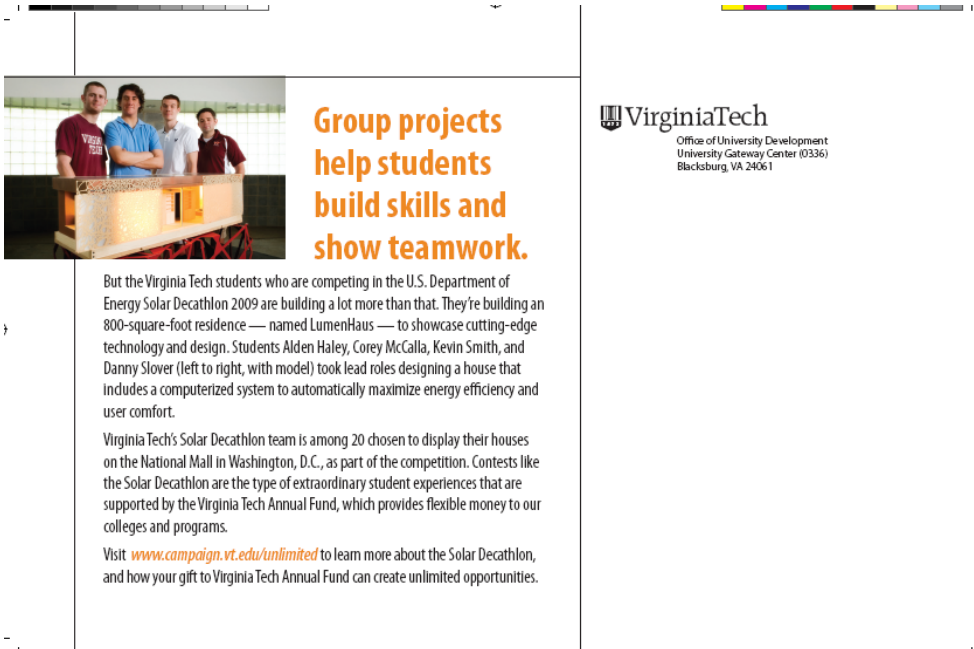 Group projects
help students
build skills and
show teamwork.
But the Virginia Tech students who are competing in the U.S. Department of
Energy Solar Decathlon 2009 are building a lot more than that. They’re building an
800-square-foot residence — named LumenHaus — to showcase cutting-edge
technology and design. Students Alden Haley, Corey McCalla, Kevin Smith, and
Danny Slover (left to right, with model) took lead roles designing a house that
includes a computerized system to automatically maximize energy efficiency and
user comfort.
Virginia Tech’s Solar Decathlon team is among 20 chosen to display their houses
on the National Mall in Washington, D.C., as part of the competition. Contests like
the Solar Decathlon are the type of extraordinary student experiences that are
supported by the Virginia Tech Annual Fund, which provides flexible money to our
colleges and programs.
Visit www.campaign.vt.edu/unlimited to learn more about the Solar Decathlon,
and how your gift to Virginia Tech Annual Fund can create unlimited opportunities.
VIRGINIA
TECH
VirginiaTech
Office of University Development
University Gateway Center (0336)
Blacksburg, VA 24061